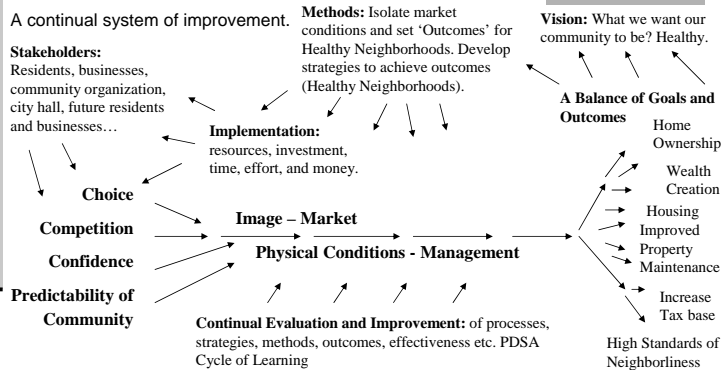 A continual system of improvement.
Stakeholders:
Residents, businesses,
community organization,
city hall, future residents
and businesses…
Methods: Isolate market
conditions and set ‘Outcomes’ for
Healthy Neighborhoods. Develop
strategies to achieve outcomes
(Healthy Neighborhoods).
Vision: What we want our
community to be? Healthy.
Implementation:
resources, investment,
time, effort, and money.
A Balance of Goals and
Outcomes
Choice
Competition
Confidence
Predictability of
Community
Image – Market
Physical Conditions - Management
Home
Ownership
Wealth
Creation
Housing
Improved
Property
Maintenance
Increase
Tax base
High Standards of
Neighborliness
Continual Evaluation and Improvement: of processes,
strategies, methods, outcomes, effectiveness etc. PDSA
Cycle of Learning